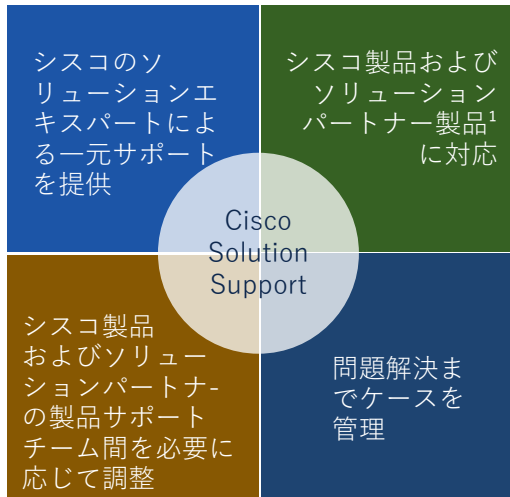 シスコのソ
リューションエ
キスパートによ
る一元サポート
を提供
シスコ製品および
ソリューション
パートナー製品¹
に対応
Cisco
Solution
Support
シスコ製品
およびソリュー
ションパートナ-
の製品サポート
チーム間を必要に
応じて調整
問題解決ま
でケースを
管理